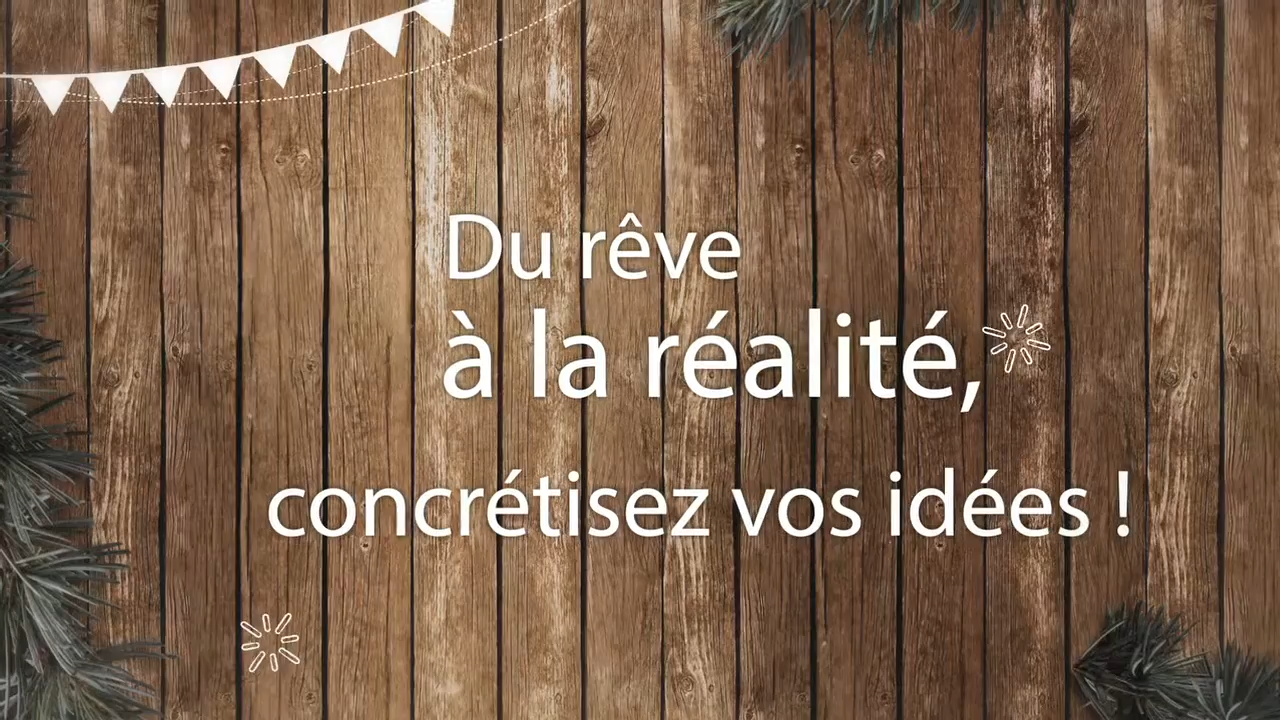 Du rêve
à la réalité,
concrétisez vos idées !